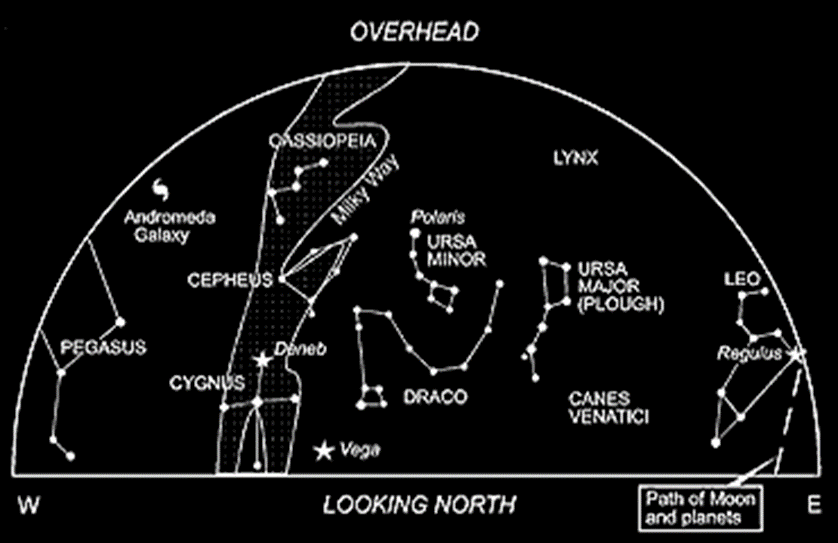 OVERHEAD
CASSIOPEIA
LYNX
Milky Way
Andromeda
Galaxy
Polaris
URSA
MINOR
CEPHEUS
URSA
MAJOR
(PLOUGH)
LEO
PEGASUS
Deneb
Regulus
CYGNUS
DRACO
CANES
VENATICI
Vega
W
LOOKING NORTH
Path of Moon
and planets
E